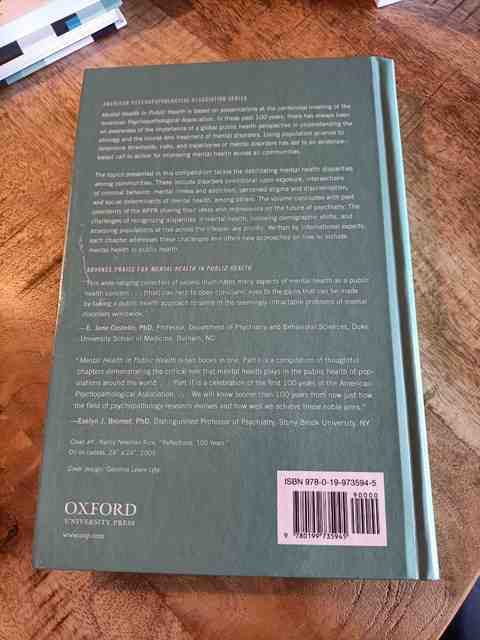 AMERICAN PSYCHOPATHOLOGICAL ASSOCIATION SERIES
Mental Health in Public Health is based on presentations at the centennial meeting of the
American Psychopathological Association. In these past 100 years, there has always been
an awareness of the importance of a global public health perspective in understanding the
etiology and the course and treatment of mental disorders. Using population science to
determine thresholds, risks, and trajectories of mental disorders has led to an evidence-
based call to action for improving mental health across all communities.
The topics presented in this compendium tackle the debilitating mental health disparities
among communities. These include disorders conditional upon exposure, intersections
of criminal behavior, mental illness and addiction, perceived stigma and discrimination,
and social determinants of mental health, among others. The volume concludes with past
presidents of the APPA sharing their ideas and impressions on the future of psychiatry. The
challenges of recognizing disparities in mental health, following demographic shifts, and
assessing populations at risk across the lifespan are priority. Written by international experts,
each chapter addresses these challenges and offers new approaches on how to include
mental health in public health.
ADVANCE PRAISE FOR MENTAL HEALTH IN PUBLIC HEALTH
"This wide-ranging collection of essays illuminates many aspects of mental health as a public
health concern . . . [that] can help to open clinicians' eyes to the gains that can be made
by taking a public health approach to some of the seemingly intractable problems of mental
disorders worldwide."
—E. Jane Costello, PhD, Professor, Department of Psychiatry and Behavioral Sciences, Duke
University School of Medicine, Durham, NC
"Mental Health in Public Health is two books in one. Part I is a compilation of thoughtful
chapters demonstrating the critical role that mental health plays in the public health of pop-
ulations around the world . . . Part II is a celebration of the first 100 years of the American
Psychopathological Association. . . . We will know sooner than 100 years from now just how
the field of psychopathology research evolves and how well we achieve these noble aims."
—Evelyn J. Bromet, PhD, Distinguished Professor of Psychiatry, Stony Brook University, NY
Cover art: Nancy Newman Rice, "Reflections: 100 Years."
Oil on canvas, 24" x 24", 2005
Cover design:
ISBN 978-0-19-973594-5
90000
9 780199 735945
OXFORD
UNIVERSITY PRESS
www.oup.com